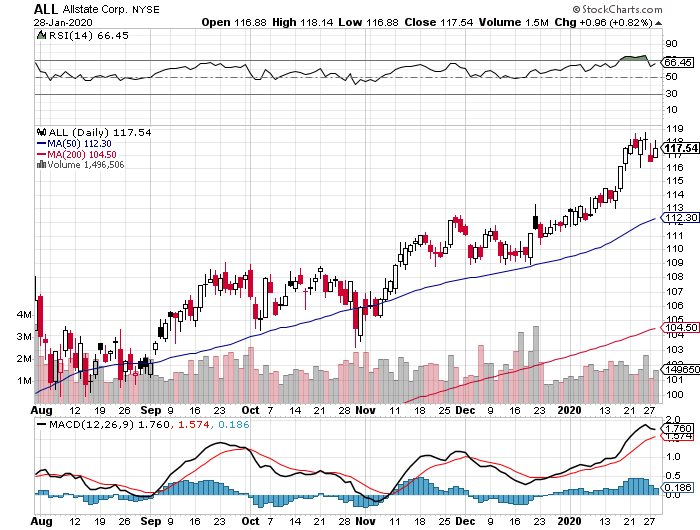 ALL Allstate Corp. NYSE © StockCharts.com
28-Jan-2020 Open 116.88 High 118.14 Low 116.88 Close 117.54 Volume 1.5M Chg +0.96 (+0.82%)
RSI(14) 66.45
90
70
66.45
50
30
10
ALL (Daily) 117.54
MA(50) 112.30
MA(200) 104.50
Volume 1,496,506
119
118
117.54
117
116
115
114
113
112.30
112
111
110
109
108
107
106
105
104.50
104
103
102
101
100
4M
3M
2M
1M
1496506
Aug 12 19 26 Sep 9 16 23 Oct 7 14 21 28 Nov 11 18 25 Dec 9 16 23 2020 13 21 27
MACD(12,26,9) 1.760, 1.574, 0.186
2.0
1.760
1.574
1.0
0.5
0.186
0.0
Aug 12 19 26 Sep 9 16 23 Oct 7 14 21 28 Nov 11 18 25 Dec 9 16 23 2020 13 21 27